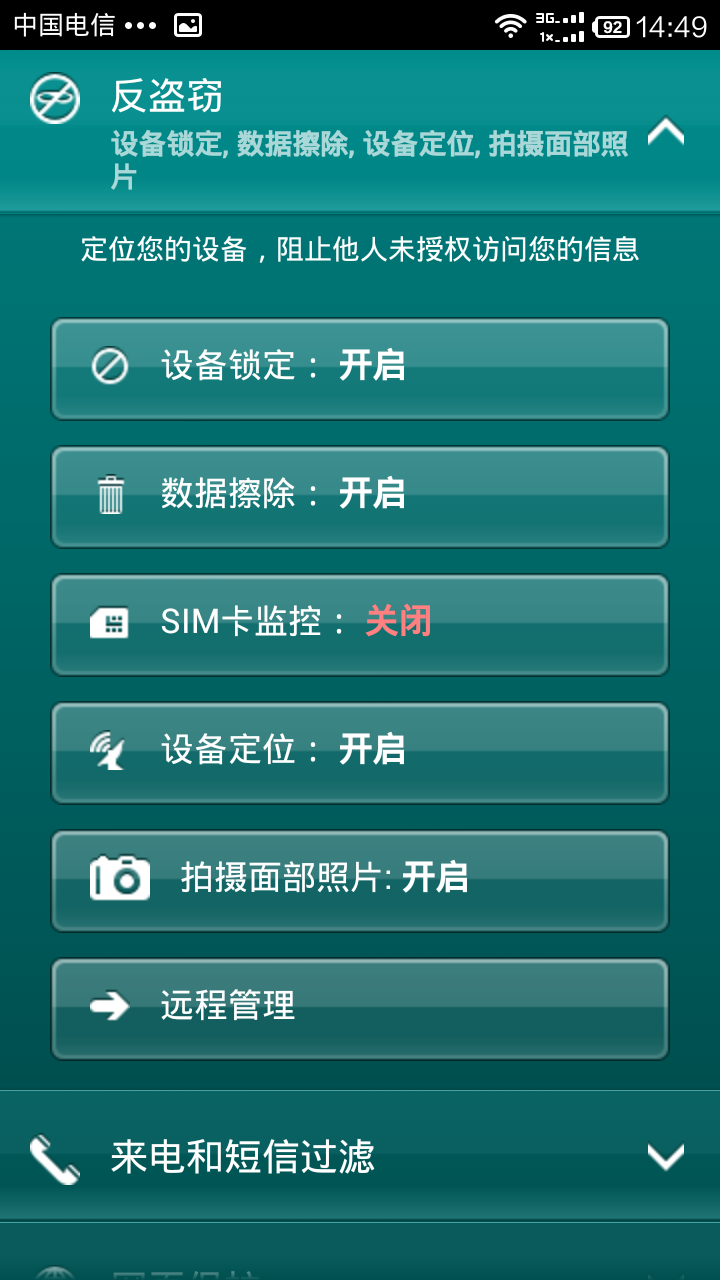 中国电信 ••• 3G 1× 92 14:49
反盗窃
设备锁定, 数据擦除, 设备定位, 拍摄面部照
片
定位您的设备，阻止他人未授权访问您的信息
设备锁定： 开启
数据擦除： 开启
SIM卡监控： 关闭
设备定位： 开启
拍摄面部照片: 开启
远程管理
来电和短信过滤